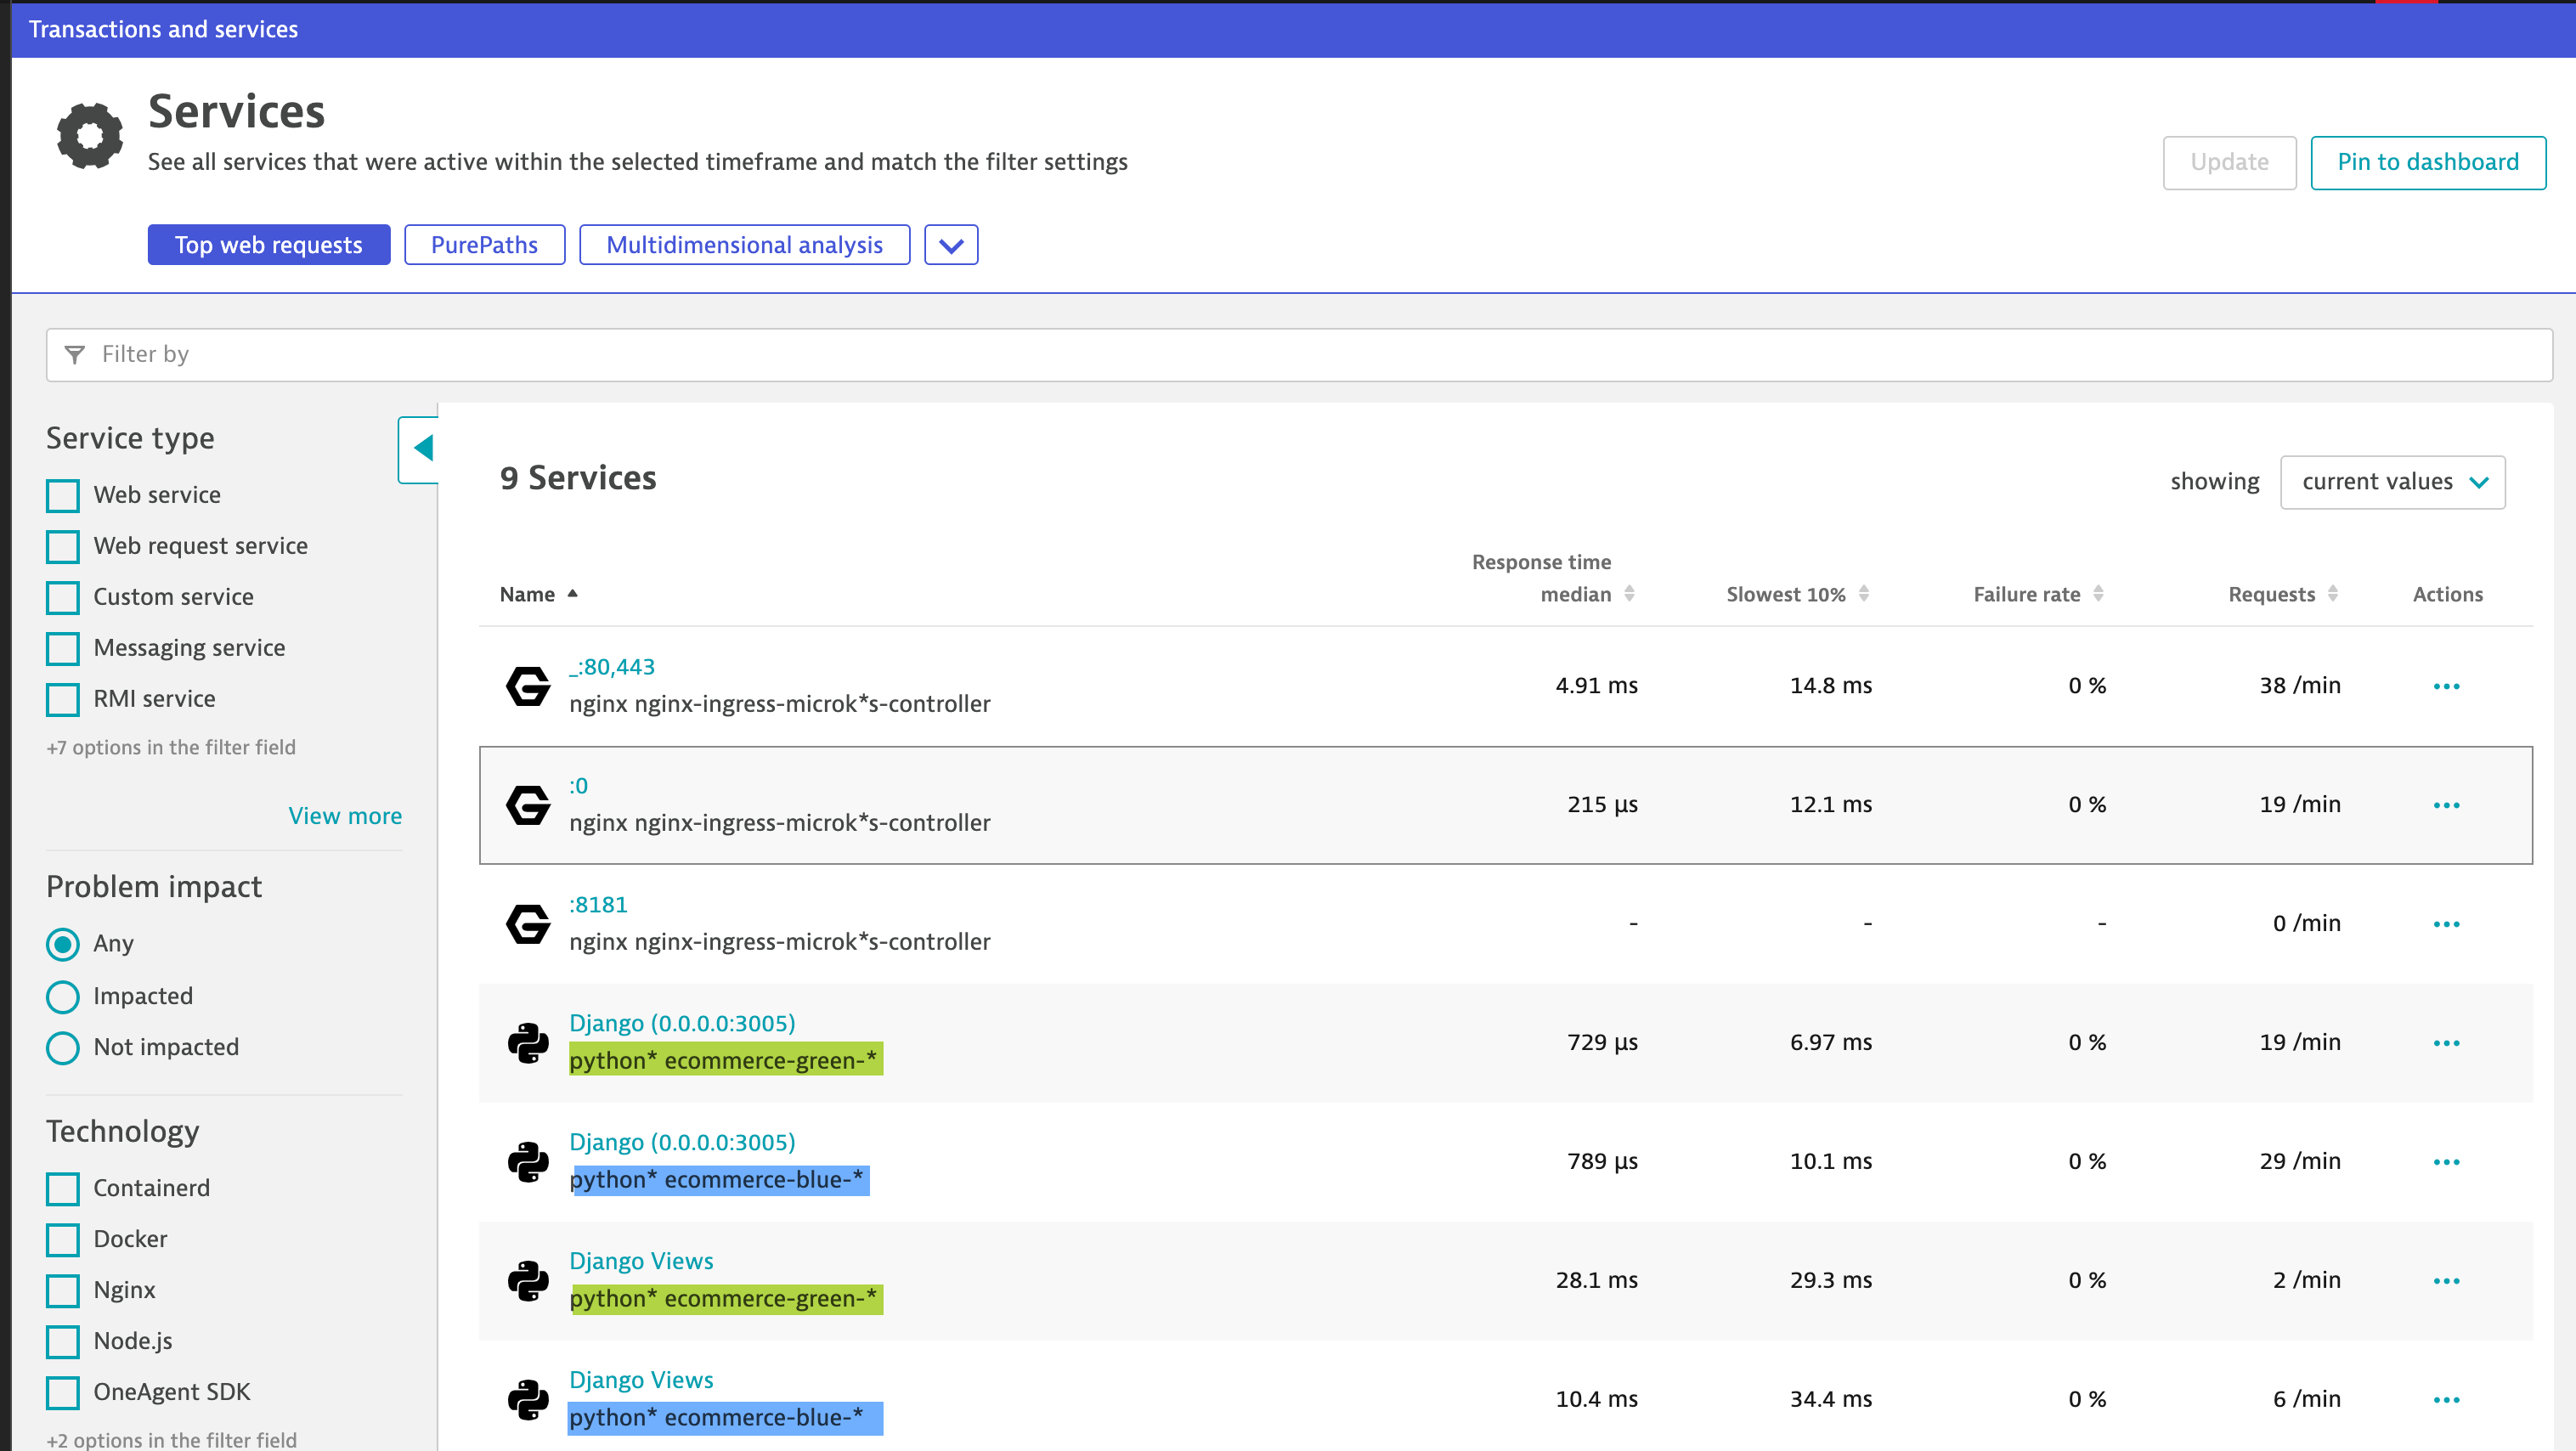 Transactions and services
Services
See all services that were active within the selected timeframe and match the filter settings
Update
Pin to dashboard
Top web requests
PurePaths
Multidimensional analysis
Filter by
Service type
Web service
Web request service
Custom service
Messaging service
RMI service
+7 options in the filter field
View more
Problem impact
Any
Impacted
Not impacted
Technology
Containerd
Docker
Nginx
Node.js
OneAgent SDK
+2 options in the filter field
9 Services
showing
current values
Name
Response time
median
Slowest 10%
Failure rate
Requests
Actions
_:80,443
nginx nginx-ingress-microk*s-controller
4.91 ms
14.8 ms
0 %
38 /min
:0
nginx nginx-ingress-microk*s-controller
215 µs
12.1 ms
0 %
19 /min
:8181
nginx nginx-ingress-microk*s-controller
-
-
-
0 /min
Django (0.0.0.0:3005)
python* ecommerce-green-*
729 µs
6.97 ms
0 %
19 /min
Django (0.0.0.0:3005)
python* ecommerce-blue-*
789 µs
10.1 ms
0 %
29 /min
Django Views
python* ecommerce-green-*
28.1 ms
29.3 ms
0 %
2 /min
Django Views
python* ecommerce-blue-*
10.4 ms
34.4 ms
0 %
6 /min